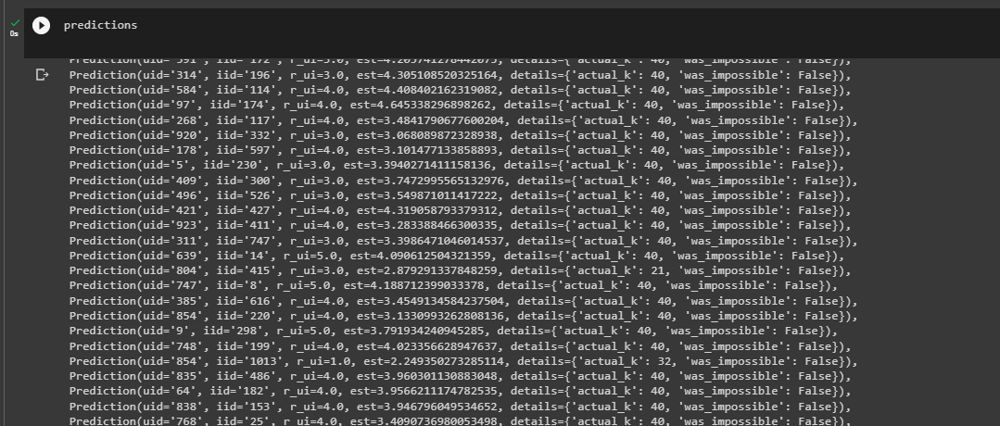 predictions
0s
Prediction(uid='591', iid='172', r_ui=3.0, est=4.205741278442075, details={'actual_k': 40, 'was_impossible': False}),
Prediction(uid='314', iid='196', r_ui=3.0, est=4.305108520325164, details={'actual_k': 40, 'was_impossible': False}),
Prediction(uid='584', iid='114', r_ui=4.0, est=4.408402162319082, details={'actual_k': 40, 'was_impossible': False}),
Prediction(uid='97', iid='174', r_ui=4.0, est=4.645338296898262, details={'actual_k': 40, 'was_impossible': False}),
Prediction(uid='268', iid='117', r_ui=4.0, est=3.4841790677600204, details={'actual_k': 40, 'was_impossible': False}),
Prediction(uid='920', iid='332', r_ui=3.0, est=3.068089872328938, details={'actual_k': 40, 'was_impossible': False}),
Prediction(uid='178', iid='597', r_ui=4.0, est=3.101477133858893, details={'actual_k': 40, 'was_impossible': False}),
Prediction(uid='5', iid='230', r_ui=3.0, est=3.3940271411158136, details={'actual_k': 40, 'was_impossible': False}),
Prediction(uid='409', iid='300', r_ui=3.0, est=3.7472995565132976, details={'actual_k': 40, 'was_impossible': False}),
Prediction(uid='496', iid='526', r_ui=3.0, est=3.549871011417222, details={'actual_k': 40, 'was_impossible': False}),
Prediction(uid='421', iid='427', r_ui=4.0, est=4.319058793379312, details={'actual_k': 40, 'was_impossible': False}),
Prediction(uid='923', iid='411', r_ui=4.0, est=3.283388466300335, details={'actual_k': 40, 'was_impossible': False}),
Prediction(uid='311', iid='747', r_ui=3.0, est=3.3986471046014537, details={'actual_k': 40, 'was_impossible': False}),
Prediction(uid='639', iid='14', r_ui=5.0, est=4.090612504321359, details={'actual_k': 40, 'was_impossible': False}),
Prediction(uid='804', iid='415', r_ui=3.0, est=2.879291337848259, details={'actual_k': 21, 'was_impossible': False}),
Prediction(uid='747', iid='8', r_ui=5.0, est=4.188712399033378, details={'actual_k': 40, 'was_impossible': False}),
Prediction(uid='385', iid='616', r_ui=4.0, est=3.4549134584237504, details={'actual_k': 40, 'was_impossible': False}),
Prediction(uid='854', iid='220', r_ui=4.0, est=3.1330993262808136, details={'actual_k': 40, 'was_impossible': False}),
Prediction(uid='9', iid='298', r_ui=5.0, est=3.791934240945285, details={'actual_k': 40, 'was_impossible': False}),
Prediction(uid='748', iid='199', r_ui=4.0, est=4.023356628947637, details={'actual_k': 40, 'was_impossible': False}),
Prediction(uid='854', iid='1013', r_ui=1.0, est=2.249350273285114, details={'actual_k': 32, 'was_impossible': False}),
Prediction(uid='835', iid='486', r_ui=4.0, est=3.960301130883048, details={'actual_k': 40, 'was_impossible': False}),
Prediction(uid='64', iid='182', r_ui=4.0, est=3.9566211174782535, details={'actual_k': 40, 'was_impossible': False}),
Prediction(uid='838', iid='153', r_ui=4.0, est=3.946796049534652, details={'actual_k': 40, 'was_impossible': False}),
Prediction(uid='768', iid='25', r_ui=4.0, est=3.4090736980053498, details={'actual_k': 40, 'was_impossible': False}),